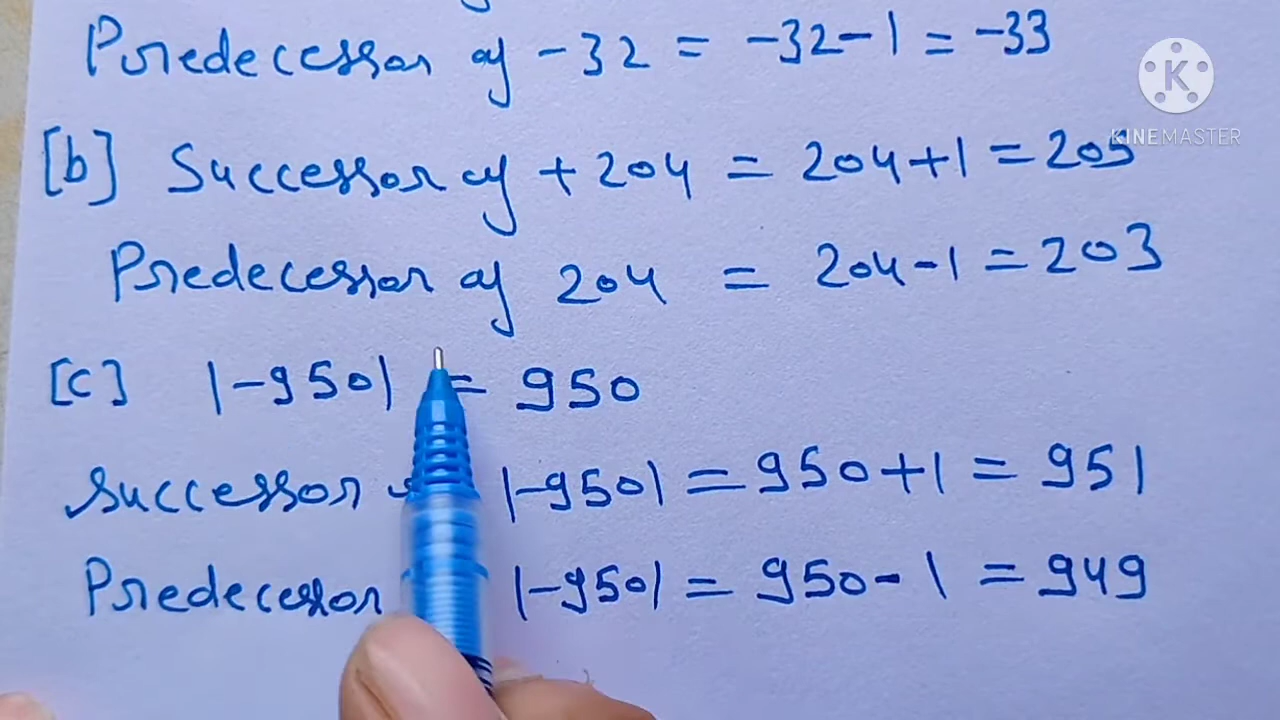 Predecessor of -32 = -32-1 = -33
K
KINEMASTER
[b] Successor of +204 = 204+1 = 205
Predecessor of 204 = 204-1 = 203
[c] |-950| = 950
Successor |-950| = 950+1 = 951
Predecessor |-950| = 950-1 = 949